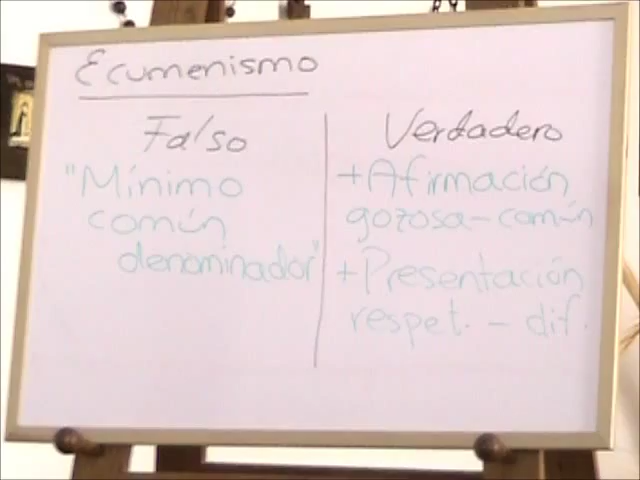 Ecumenismo
Falso
"Mínimo
común
denominador"
Verdadero
+Afirmación
gozosa-común
+Presentación
respet. - dif.